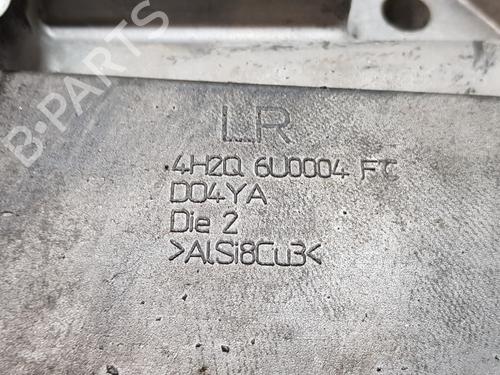 B-PARTS
LR
4H2Q 6U0004 FC
D04YA
Die 2
>AlSi8Cu3<